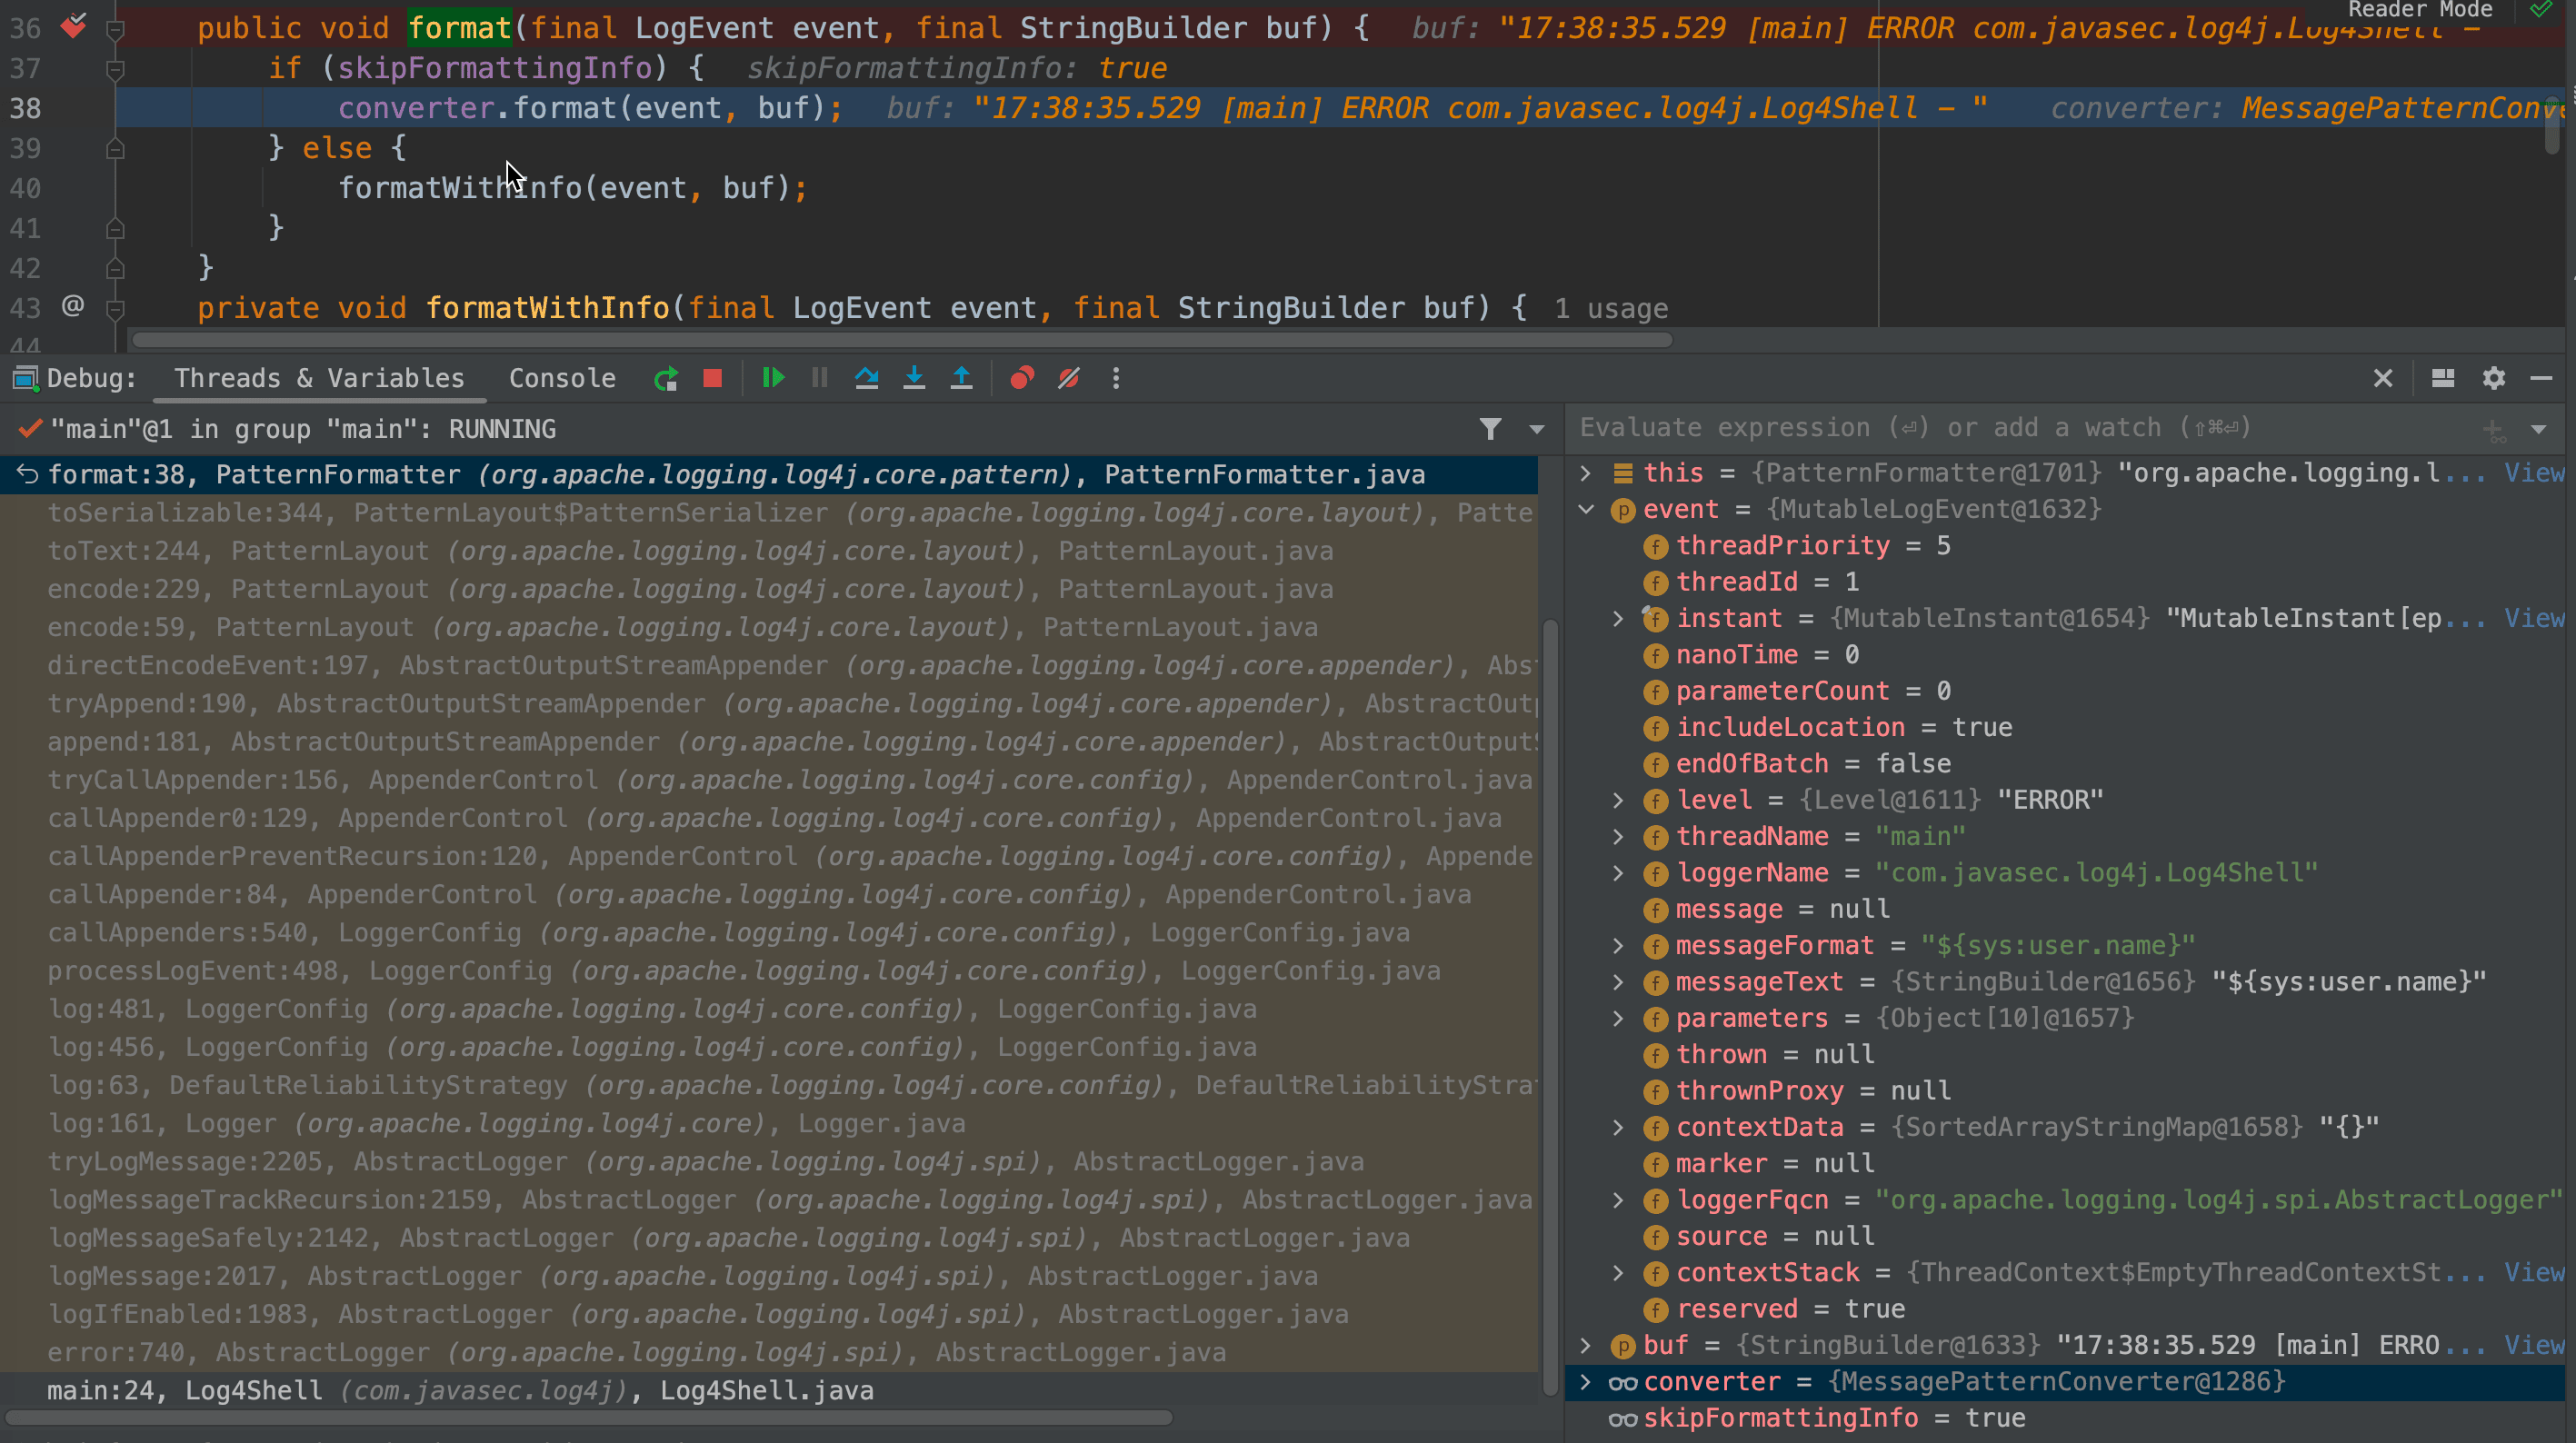 Reader Mode
36 public void format(final LogEvent event, final StringBuilder buf) { buf: "17:38:35.529 [main] ERROR com.javasec.log4j.Log4Shell –
37 if (skipFormattingInfo) { skipFormattingInfo: true
38 converter.format(event, buf); buf: "17:38:35.529 [main] ERROR com.javasec.log4j.Log4Shell – " converter: MessagePatternConve
39 } else {
40 formatWithInfo(event, buf);
41 }
42 }
43 @ private void formatWithInfo(final LogEvent event, final StringBuilder buf) { 1 usage
44
Debug: Threads & Variables Console
"main"@1 in group "main": RUNNING
format:38, PatternFormatter (org.apache.logging.log4j.core.pattern), PatternFormatter.java
toSerializable:344, PatternLayout$PatternSerializer (org.apache.logging.log4j.core.layout), Patte
toText:244, PatternLayout (org.apache.logging.log4j.core.layout), PatternLayout.java
encode:229, PatternLayout (org.apache.logging.log4j.core.layout), PatternLayout.java
encode:59, PatternLayout (org.apache.logging.log4j.core.layout), PatternLayout.java
directEncodeEvent:197, AbstractOutputStreamAppender (org.apache.logging.log4j.core.appender), Abs
tryAppend:190, AbstractOutputStreamAppender (org.apache.logging.log4j.core.appender), AbstractOut
append:181, AbstractOutputStreamAppender (org.apache.logging.log4j.core.appender), AbstractOutput
tryCallAppender:156, AppenderControl (org.apache.logging.log4j.core.config), AppenderControl.java
callAppender0:129, AppenderControl (org.apache.logging.log4j.core.config), AppenderControl.java
callAppenderPreventRecursion:120, AppenderControl (org.apache.logging.log4j.core.config), Appende
callAppender:84, AppenderControl (org.apache.logging.log4j.core.config), AppenderControl.java
callAppenders:540, LoggerConfig (org.apache.logging.log4j.core.config), LoggerConfig.java
processLogEvent:498, LoggerConfig (org.apache.logging.log4j.core.config), LoggerConfig.java
log:481, LoggerConfig (org.apache.logging.log4j.core.config), LoggerConfig.java
log:456, LoggerConfig (org.apache.logging.log4j.core.config), LoggerConfig.java
log:63, DefaultReliabilityStrategy (org.apache.logging.log4j.core.config), DefaultReliabilityStra
log:161, Logger (org.apache.logging.log4j.core), Logger.java
tryLogMessage:2205, AbstractLogger (org.apache.logging.log4j.spi), AbstractLogger.java
logMessageTrackRecursion:2159, AbstractLogger (org.apache.logging.log4j.spi), AbstractLogger.java
logMessageSafely:2142, AbstractLogger (org.apache.logging.log4j.spi), AbstractLogger.java
logMessage:2017, AbstractLogger (org.apache.logging.log4j.spi), AbstractLogger.java
logIfEnabled:1983, AbstractLogger (org.apache.logging.log4j.spi), AbstractLogger.java
error:740, AbstractLogger (org.apache.logging.log4j.spi), AbstractLogger.java
main:24, Log4Shell (com.javasec.log4j), Log4Shell.java
Evaluate expression (⏎) or add a watch (⇧⌘⏎)
this = {PatternFormatter@1701} "org.apache.logging.l... View
event = {MutableLogEvent@1632}
threadPriority = 5
threadId = 1
instant = {MutableInstant@1654} "MutableInstant[ep... View
nanoTime = 0
parameterCount = 0
includeLocation = true
endOfBatch = false
level = {Level@1611} "ERROR"
threadName = "main"
loggerName = "com.javasec.log4j.Log4Shell"
message = null
messageFormat = "${sys:user.name}"
messageText = {StringBuilder@1656} "${sys:user.name}"
parameters = {Object[10]@1657}
thrown = null
thrownProxy = null
contextData = {SortedArrayStringMap@1658} "{}"
marker = null
loggerFqcn = "org.apache.logging.log4j.spi.AbstractLogger"
source = null
contextStack = {ThreadContext$EmptyThreadContextSt... View
reserved = true
buf = {StringBuilder@1633} "17:38:35.529 [main] ERRO... View
converter = {MessagePatternConverter@1286}
skipFormattingInfo = true